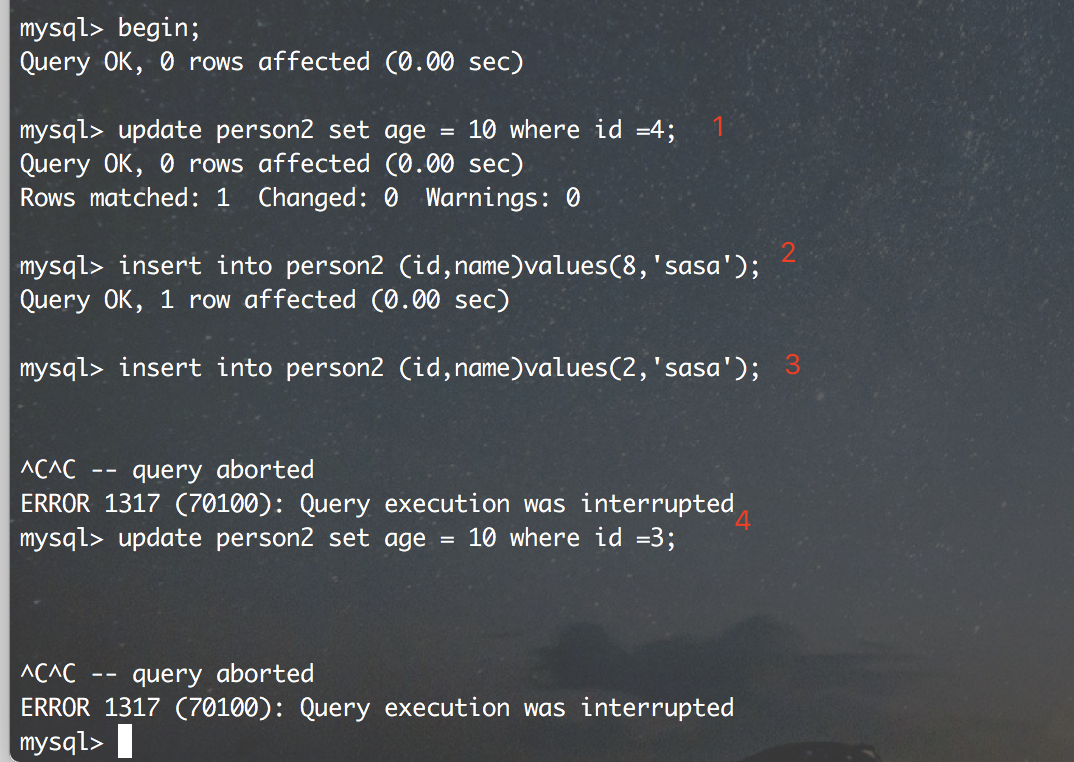 mysql> begin;
Query OK, 0 rows affected (0.00 sec)
mysql> update person2 set age = 10 where id =4; 1
Query OK, 0 rows affected (0.00 sec)
Rows matched: 1  Changed: 0  Warnings: 0
mysql> insert into person2 (id,name)values(8,'sasa'); 2
Query OK, 1 row affected (0.00 sec)
mysql> insert into person2 (id,name)values(2,'sasa'); 3
^C^C -- query aborted
ERROR 1317 (70100): Query execution was interrupted
mysql> update person2 set age = 10 where id =3; 4
^C^C -- query aborted
ERROR 1317 (70100): Query execution was interrupted
mysql>